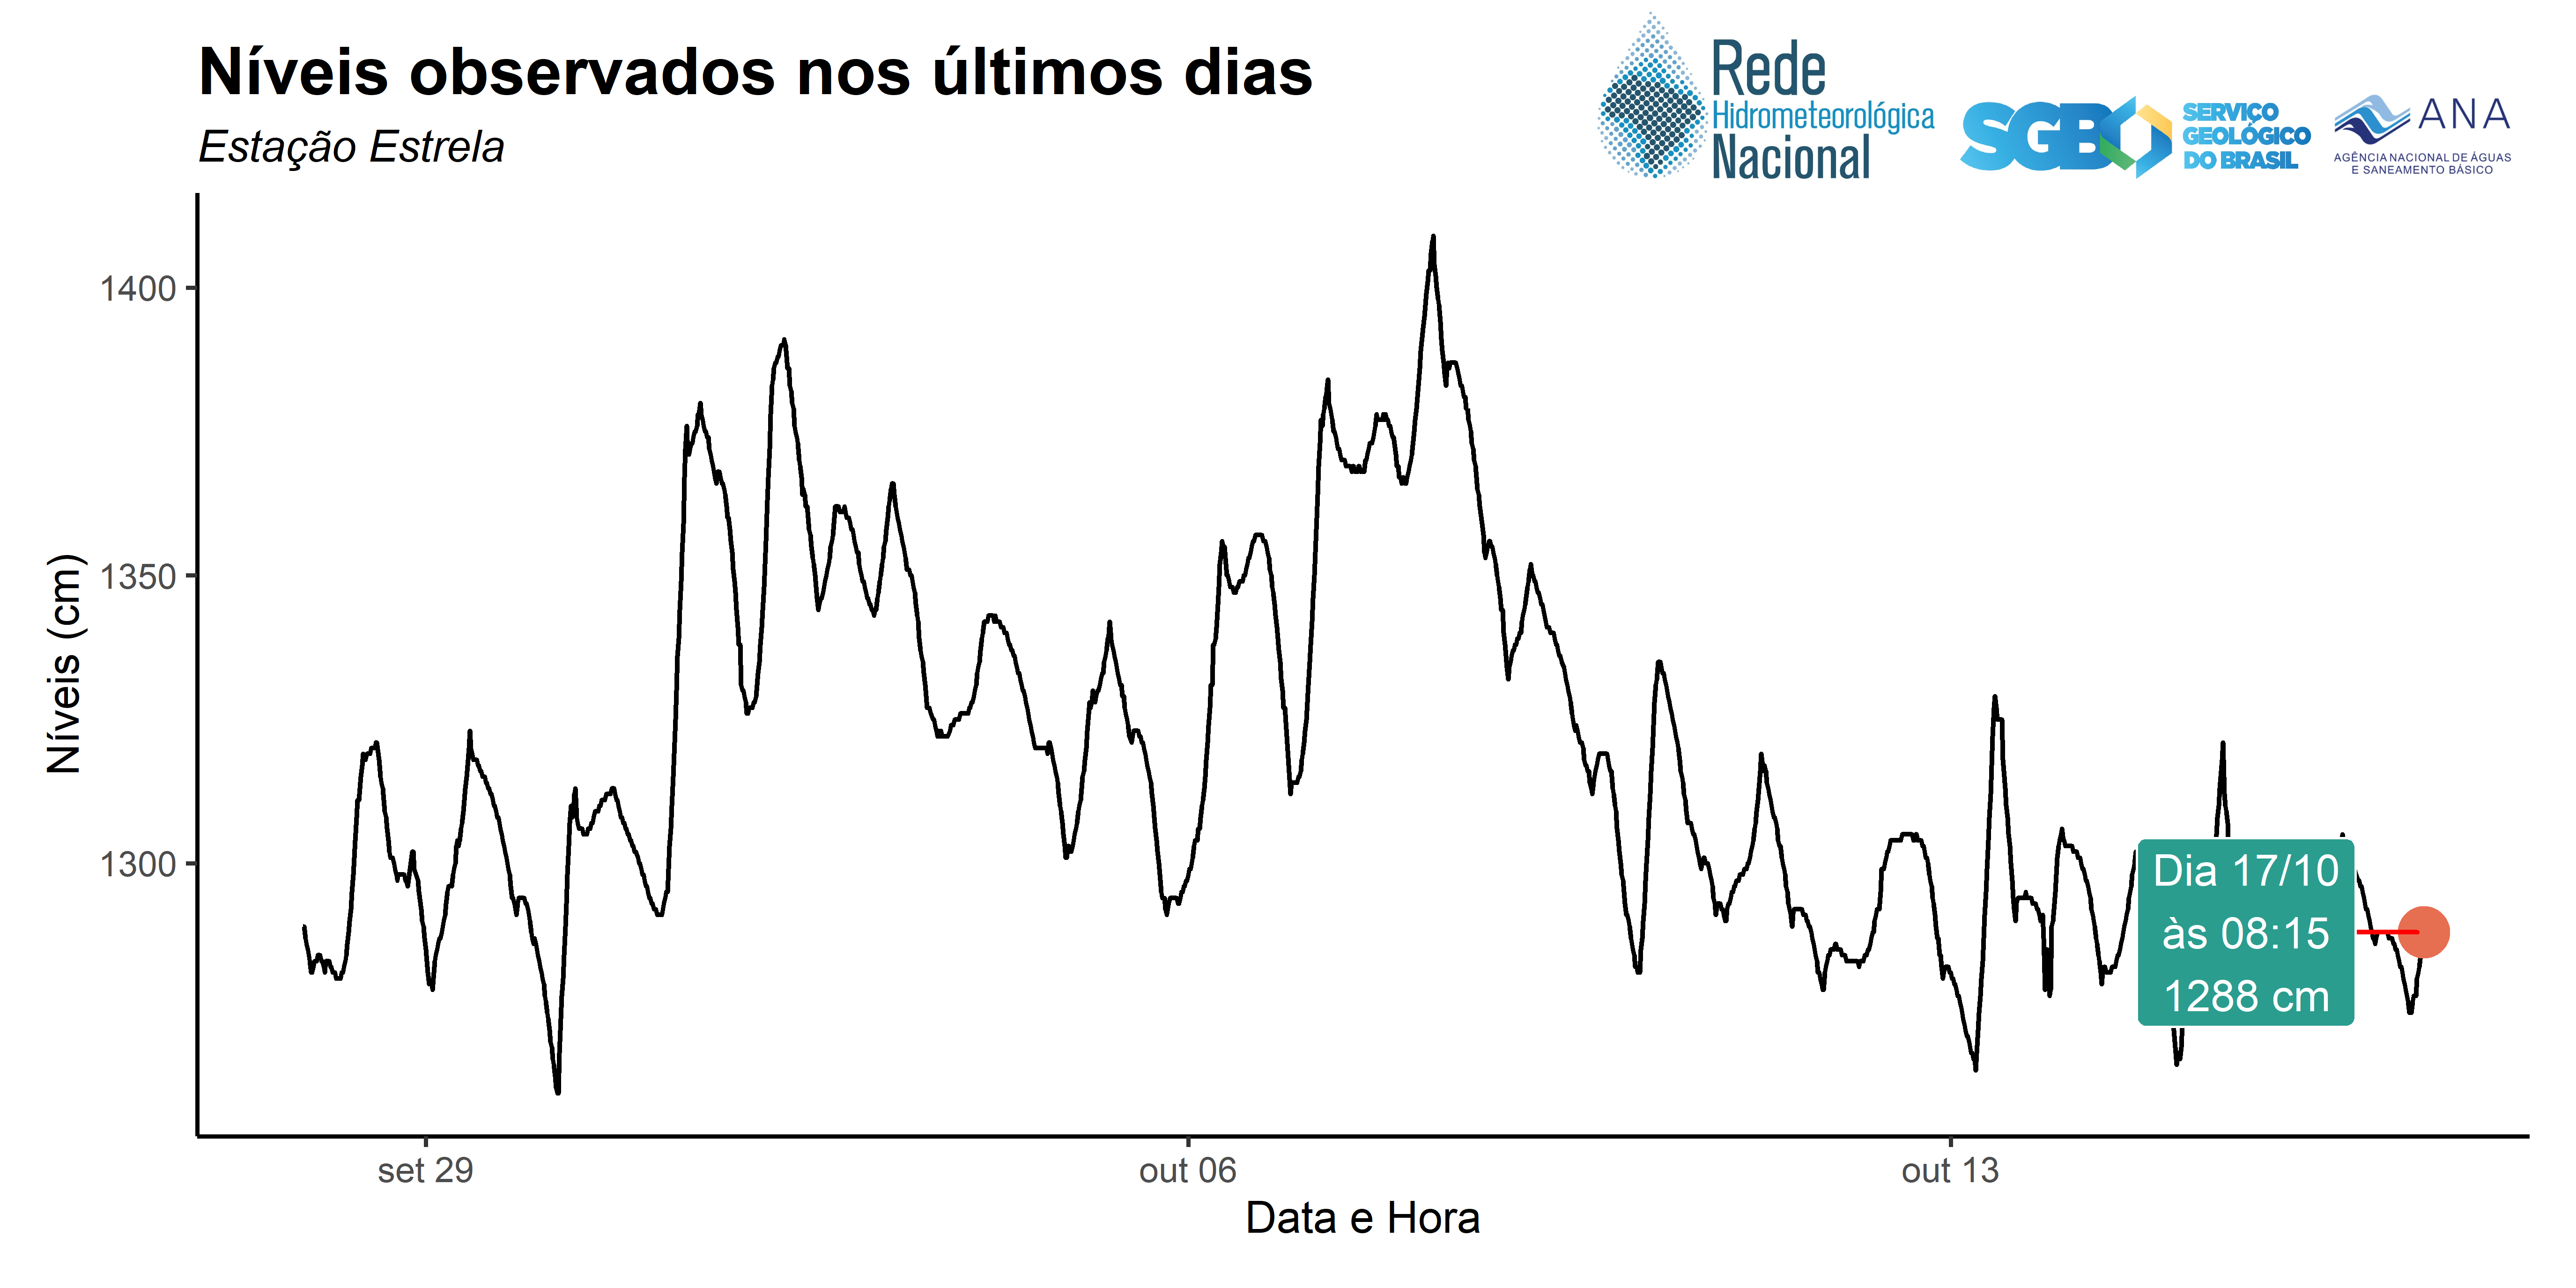 Níveis observados nos últimos dias
Estação Estrela
Rede
Hidrometeorológica
Nacional
SGB
SERVIÇO
GEOLÓGICO
DO BRASIL
ANA
AGÊNCIA NACIONAL DE ÁGUAS
E SANEAMENTO BÁSICO
Níveis (cm)
1400
1350
1300
Dia 17/10
às 08:15
1288 cm
set 29
out 06
out 13
Data e Hora